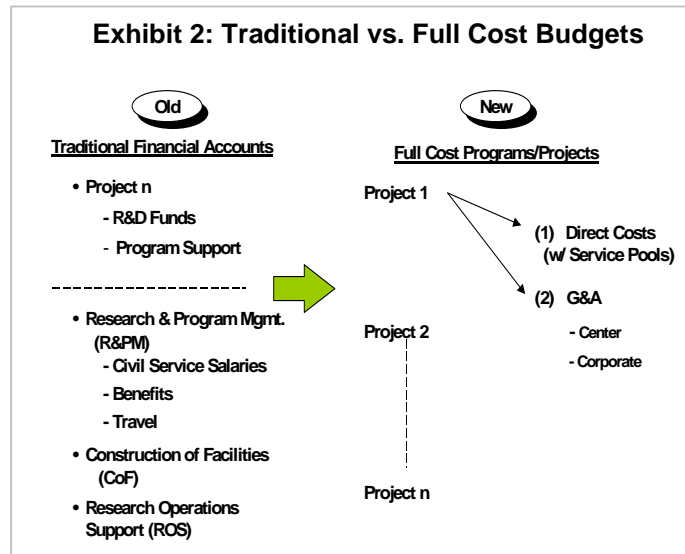 Exhibit 2: Traditional vs. Full Cost Budgets
Old
Traditional Financial Accounts
• Project n
- R&D Funds
- Program Support
• Research & Program Mgmt.
(R&PM)
- Civil Service Salaries
- Benefits
- Travel
• Construction of Facilities
(CoF)
• Research Operations
Support (ROS)
New
Full Cost Programs/Projects
Project 1
(1) Direct Costs
(w/ Service Pools)
(2) G&A
- Center
- Corporate
Project 2
Project n